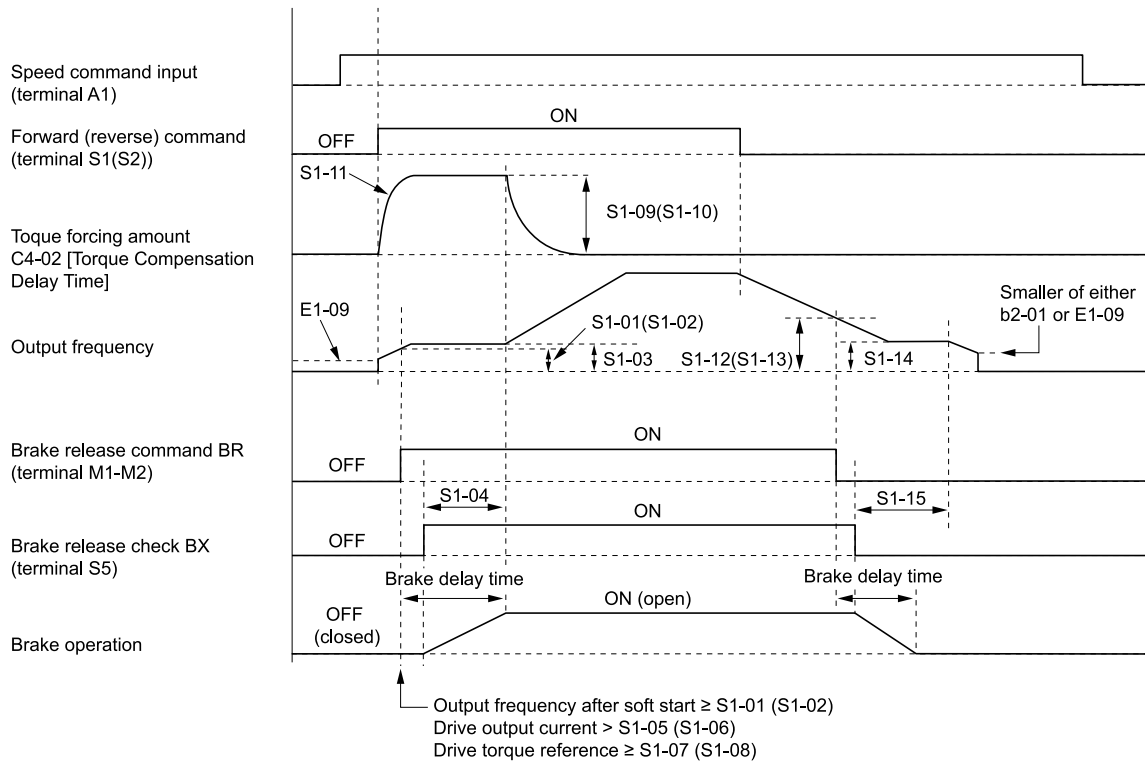 Speed command input
(terminal A1)
ON
Forward (reverse) command
(terminal S1(S2))
OFF
S1-11
S1-09(S1-10)
Toque forcing amount
C4-02 [Torque Compensation
Delay Time]
E1-09
S1-01(S1-02)
Smaller of either
b2-01 or E1-09
Output frequency
S1-03
S1-12(S1-13)
S1-14
Brake release command BR
(terminal M1-M2)
OFF
ON
S1-04
S1-15
Brake release check BX
(terminal S5)
OFF
ON
Brake delay time
Brake delay time
OFF
(closed)
ON (open)
Brake operation
Output frequency after soft start ≥ S1-01 (S1-02)
Drive output current > S1-05 (S1-06)
Drive torque reference ≥ S1-07 (S1-08)